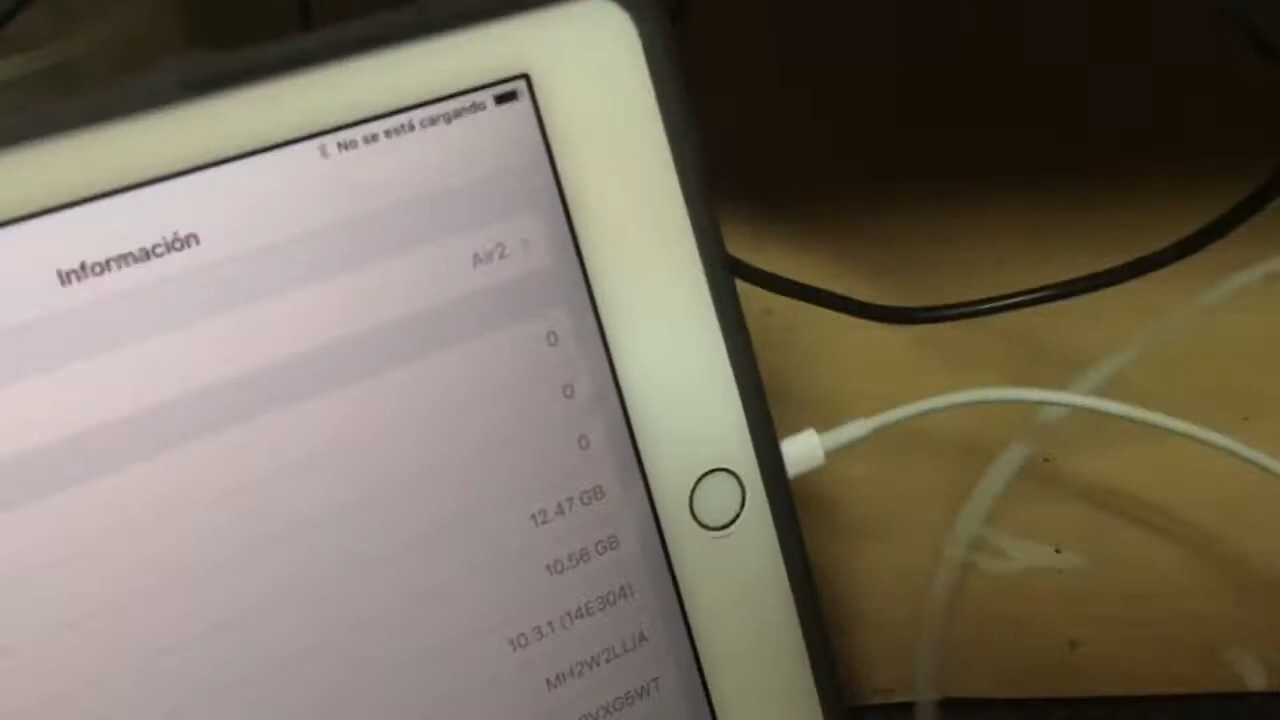 No se está cargando
Información
Air2
0
0
0
12.47 GB
10.56 GB
10.3.1 (14E304)
MH2W2LL/A
VXG5WT